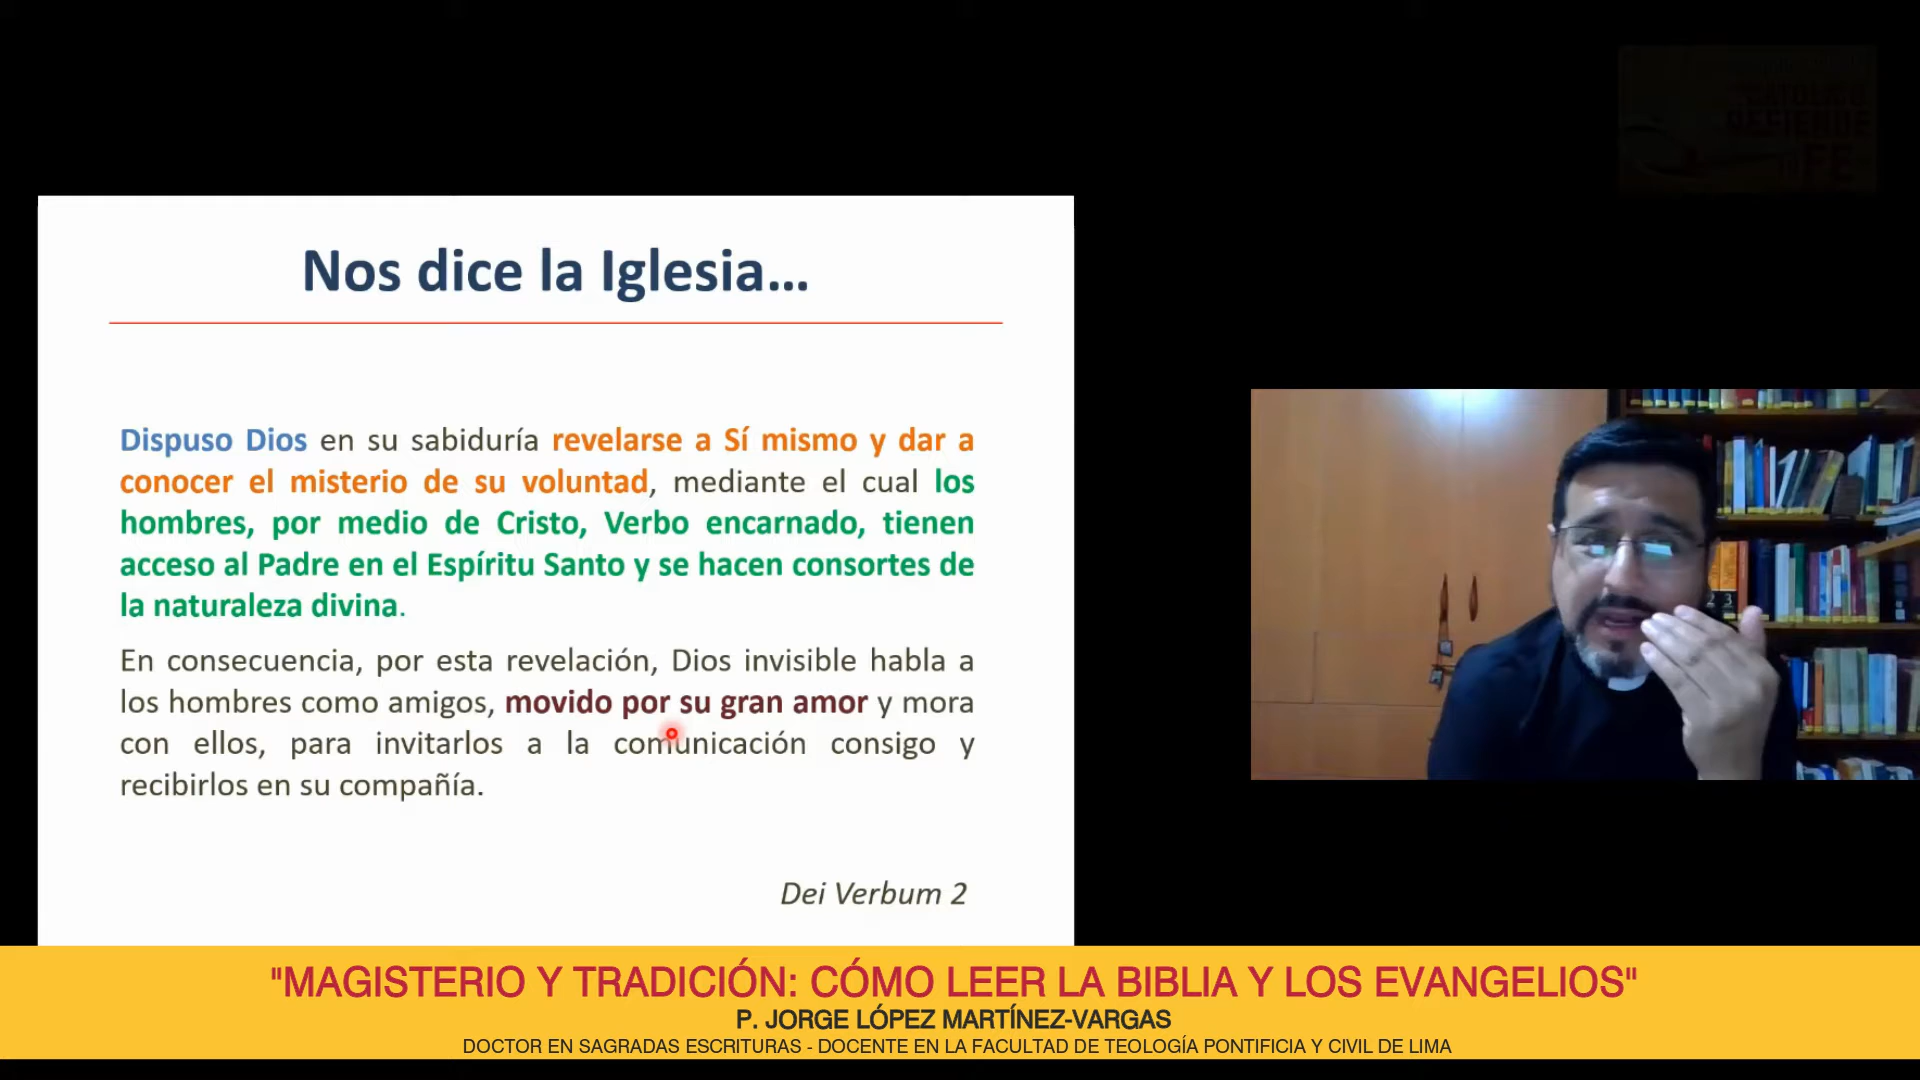 CATÓLICO
DEFIENDE
TU FE
Nos dice la Iglesia...
Dispuso Dios en su sabiduría revelarse a Sí mismo y dar a
conocer el misterio de su voluntad, mediante el cual los
hombres, por medio de Cristo, Verbo encarnado, tienen
acceso al Padre en el Espíritu Santo y se hacen consortes de
la naturaleza divina.
En consecuencia, por esta revelación, Dios invisible habla a
los hombres como amigos, movido por su gran amor y mora
con ellos, para invitarlos a la comunicación consigo y
recibirlos en su compañía.
Dei Verbum 2
"MAGISTERIO Y TRADICIÓN: CÓMO LEER LA BIBLIA Y LOS EVANGELIOS"
P. JORGE LÓPEZ MARTÍNEZ-VARGAS
DOCTOR EN SAGRADAS ESCRITURAS - DOCENTE EN LA FACULTAD DE TEOLOGÍA PONTIFICIA Y CIVIL DE LIMA